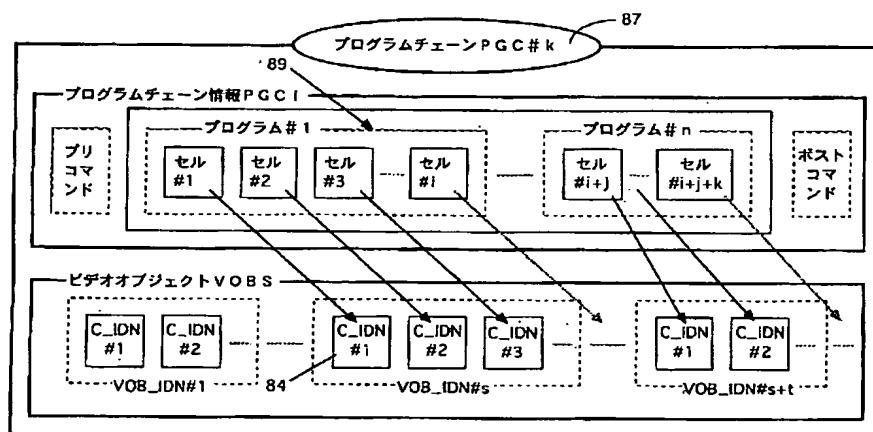 87
プログラムチェーンPGC#k
89
プログラムチェーン情報PGCI
プログラム#1
プログラム#n
プリ
コマ
ンド
セル
#1
セル
#2
セル
#3
セル
#i
セル
#i+j
セル
#i+j+k
ポスト
コマ
ンド
ビデオオブジェクトVOBS
C_IDN
#1
C_IDN
#2
C_IDN
#1
C_IDN
#2
C_IDN
#3
C_IDN
#1
C_IDN
#2
VOB_IDN#1
84
VOB_IDN#s
VOB_IDN#s+t